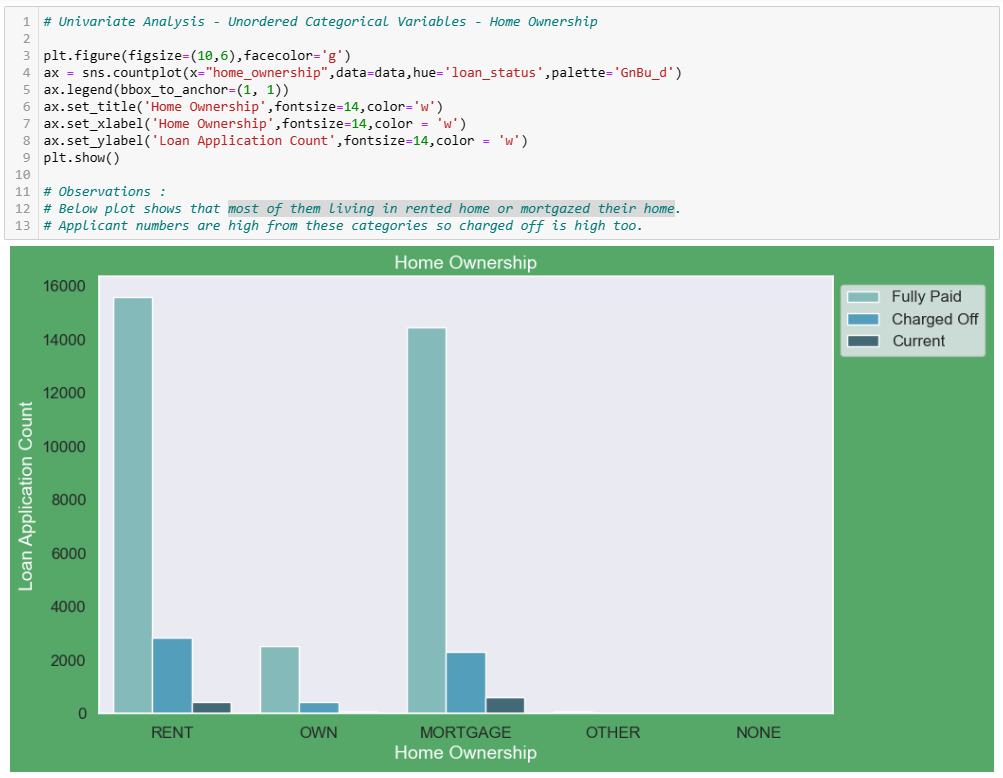 1 # Univariate Analysis - Unordered Categorical Variables - Home Ownership
2
3 plt.figure(figsize=(10,6),facecolor='g')
4 ax = sns.countplot(x="home_ownership",data=data,hue='loan_status',palette='GnBu_d')
5 ax.legend(bbox_to_anchor=(1, 1))
6 ax.set_title('Home Ownership',fontsize=14,color='w')
7 ax.set_xlabel('Home Ownership',fontsize=14,color = 'w')
8 ax.set_ylabel('Loan Application Count',fontsize=14,color = 'w')
9 plt.show()
10
11 # Observations :
12 # Below plot shows that most of them living in rented home or mortgazed their home.
13 # Applicant numbers are high from these categories so charged off is high too.
Home Ownership
Fully Paid
Charged Off
Current
Loan Application Count
16000
14000
12000
10000
8000
6000
4000
2000
0
RENT OWN MORTGAGE OTHER NONE
Home Ownership